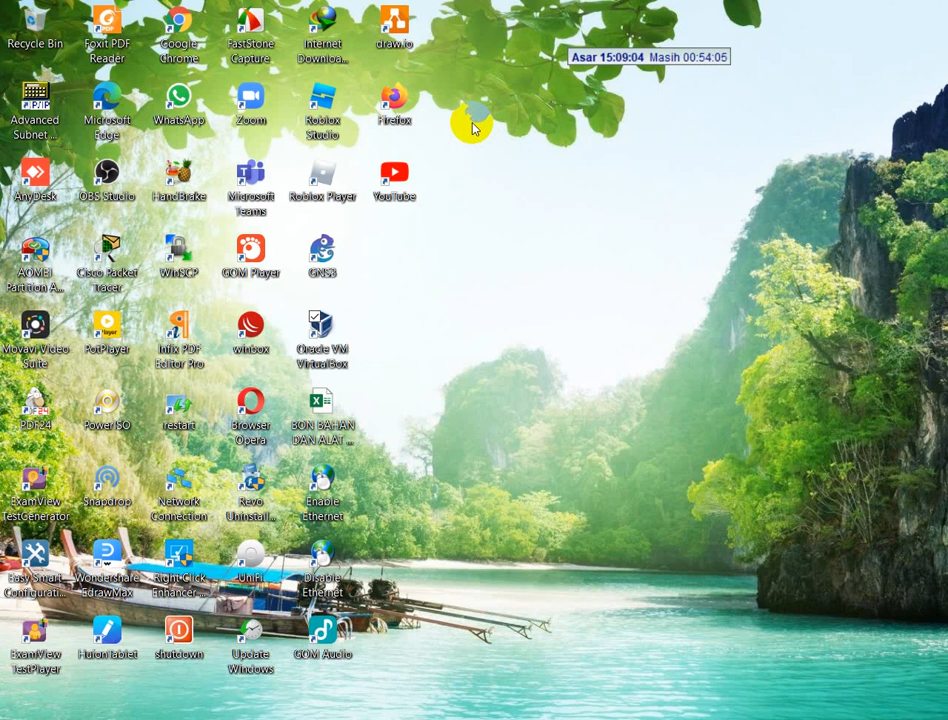 Recycle Bin
Foxit PDF
Reader
Google
Chrome
FastStone
Capture
Internet
Downloa...
draw.io
Asar 15:09:04 Masih 00:54:05
Advanced
Subnet ...
Microsoft
Edge
WhatsApp
Zoom
Roblox
Studio
Firefox
AnyDesk
OBS Studio
HandBrake
Microsoft
Teams
Roblox Player
YouTube
AOMEI
Partition A...
Cisco Packet
Tracer
WinSCP
GOM Player
GNS3
Movavi Video
Suite
PotPlayer
Infix PDF
Editor Pro
winbox
Oracle VM
VirtualBox
PDF24
PowerISO
restart
Browser
Opera
BON BAHAN
DAN ALAT ...
ExamView
TestGenerator
Snapdrop
Network
Connection
Revo
Uninstall...
Enable
Ethernet
Easy Smart
Configurati...
Wondershare
EdrawMax
Right Click
Enhancer ...
UniFi
Disable
Ethernet
ExamView
TestPlayer
HuionTablet
shutdown
Update
Windows
GOM Audio